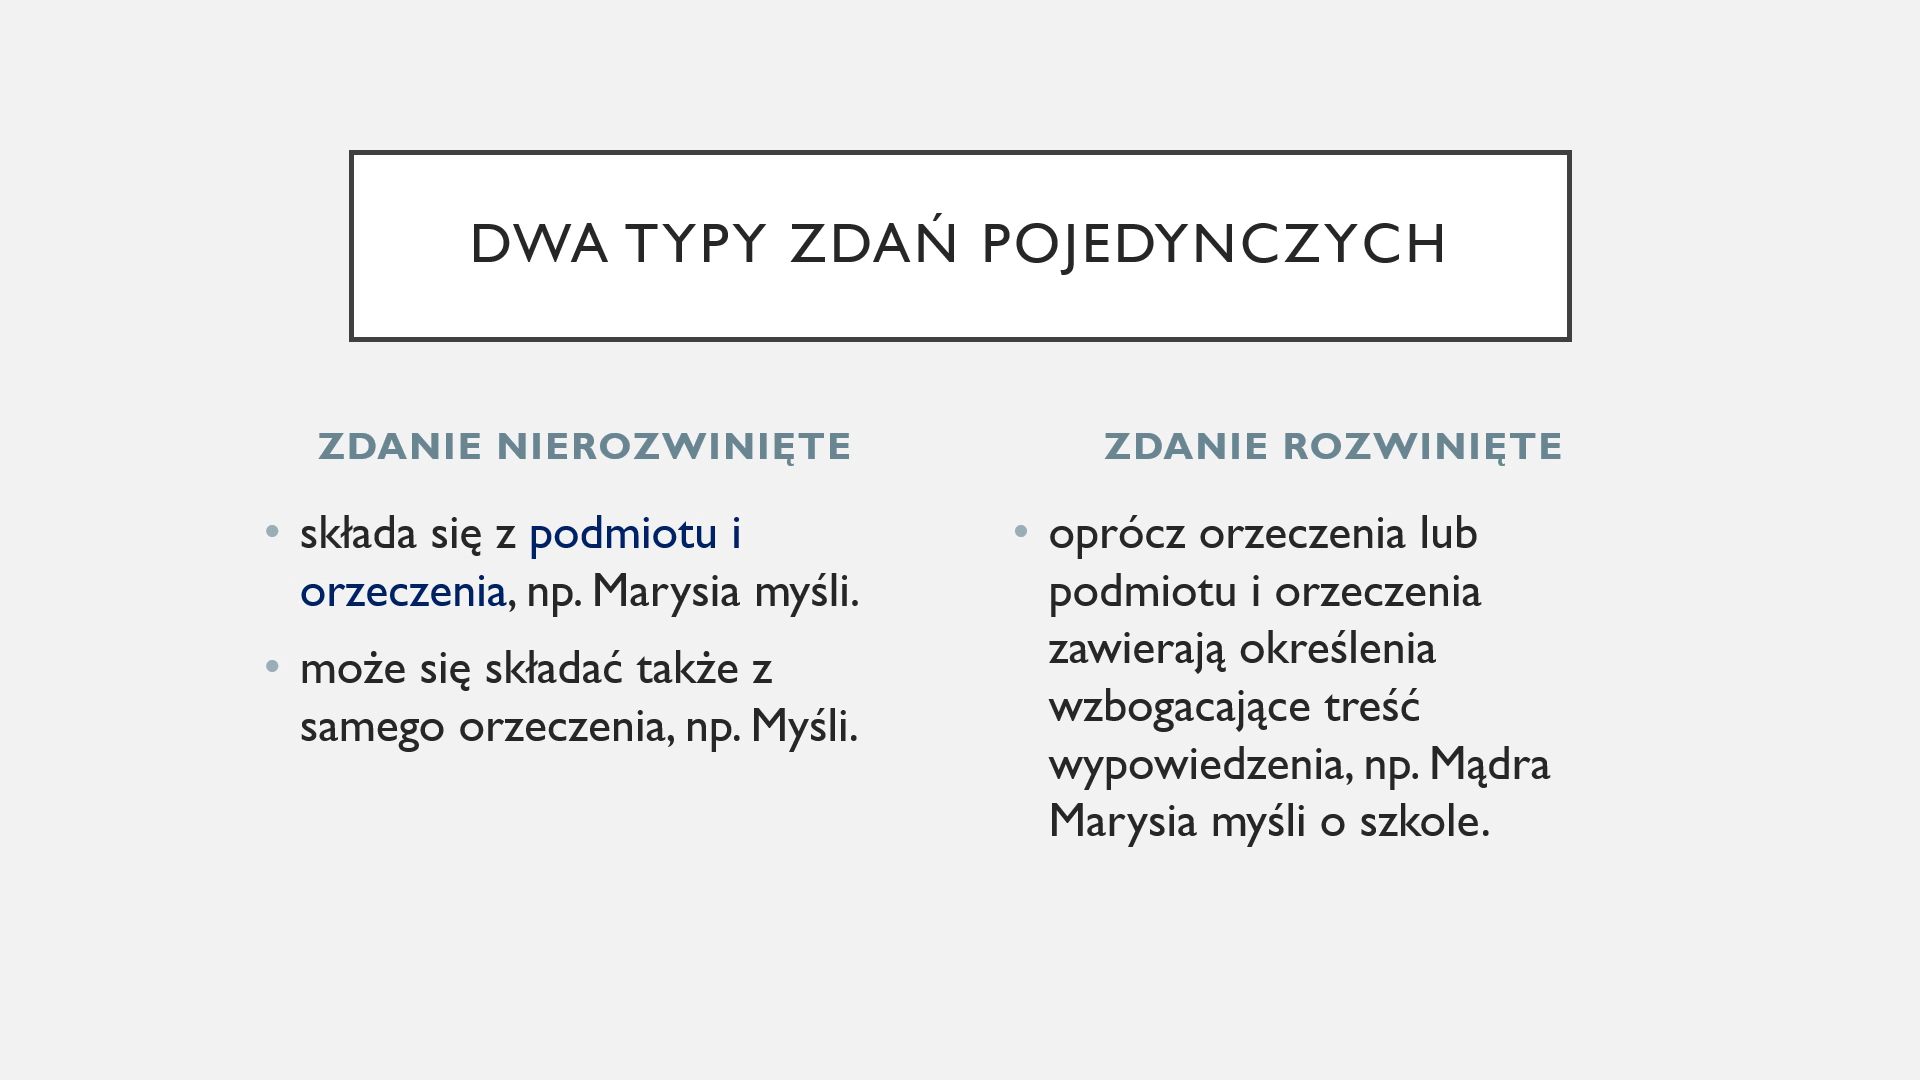 DWA TYPY ZDAŃ POJEDYNCZYCH
ZDANIE NIEROZWINIĘTE
• składa się z podmiotu i
orzeczenia, np. Marysia myśli.
• może się składać także z
samego orzeczenia, np. Myśli.
ZDANIE ROZWINIĘTE
• oprócz orzeczenia lub
podmiotu i orzeczenia
zawierają określenia
wzbogacające treść
wypowiedzenia, np. Mądra
Marysia myśli o szkole.